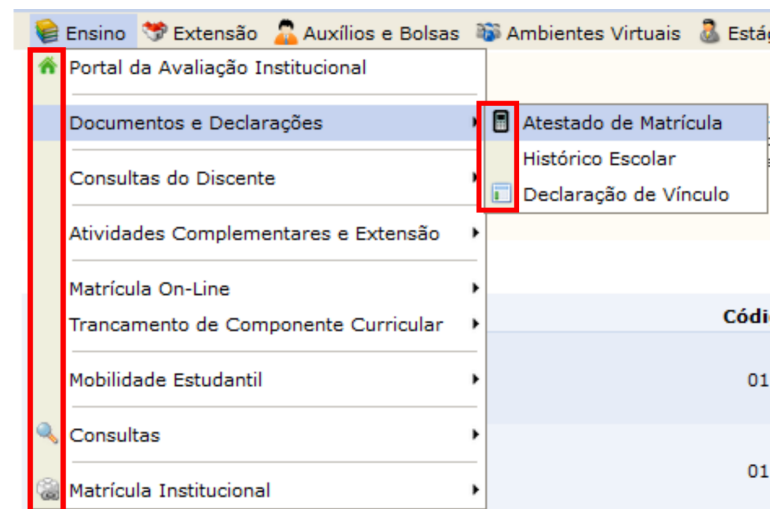 Ensino Extensão Auxílios e Bolsas Ambientes Virtuais
Portal da Avaliação Institucional
Documentos e Declarações
Atestado de Matrícula
Histórico Escolar
Consultas do Discente
Declaração de Vínculo
Atividades Complementares e Extensão
Matrícula On-Line
Trancamento de Componente Curricular
Mobilidade Estudantil
01
Consultas
Matrícula Institucional
01